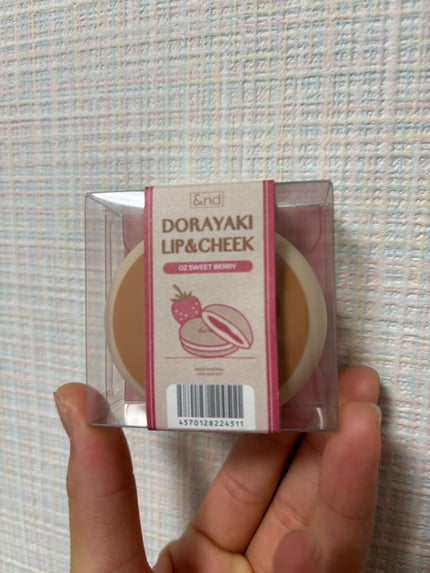 &nd
DORAYAKI
LIP&CHEEK
02 SWEET BERRY
4570128224511